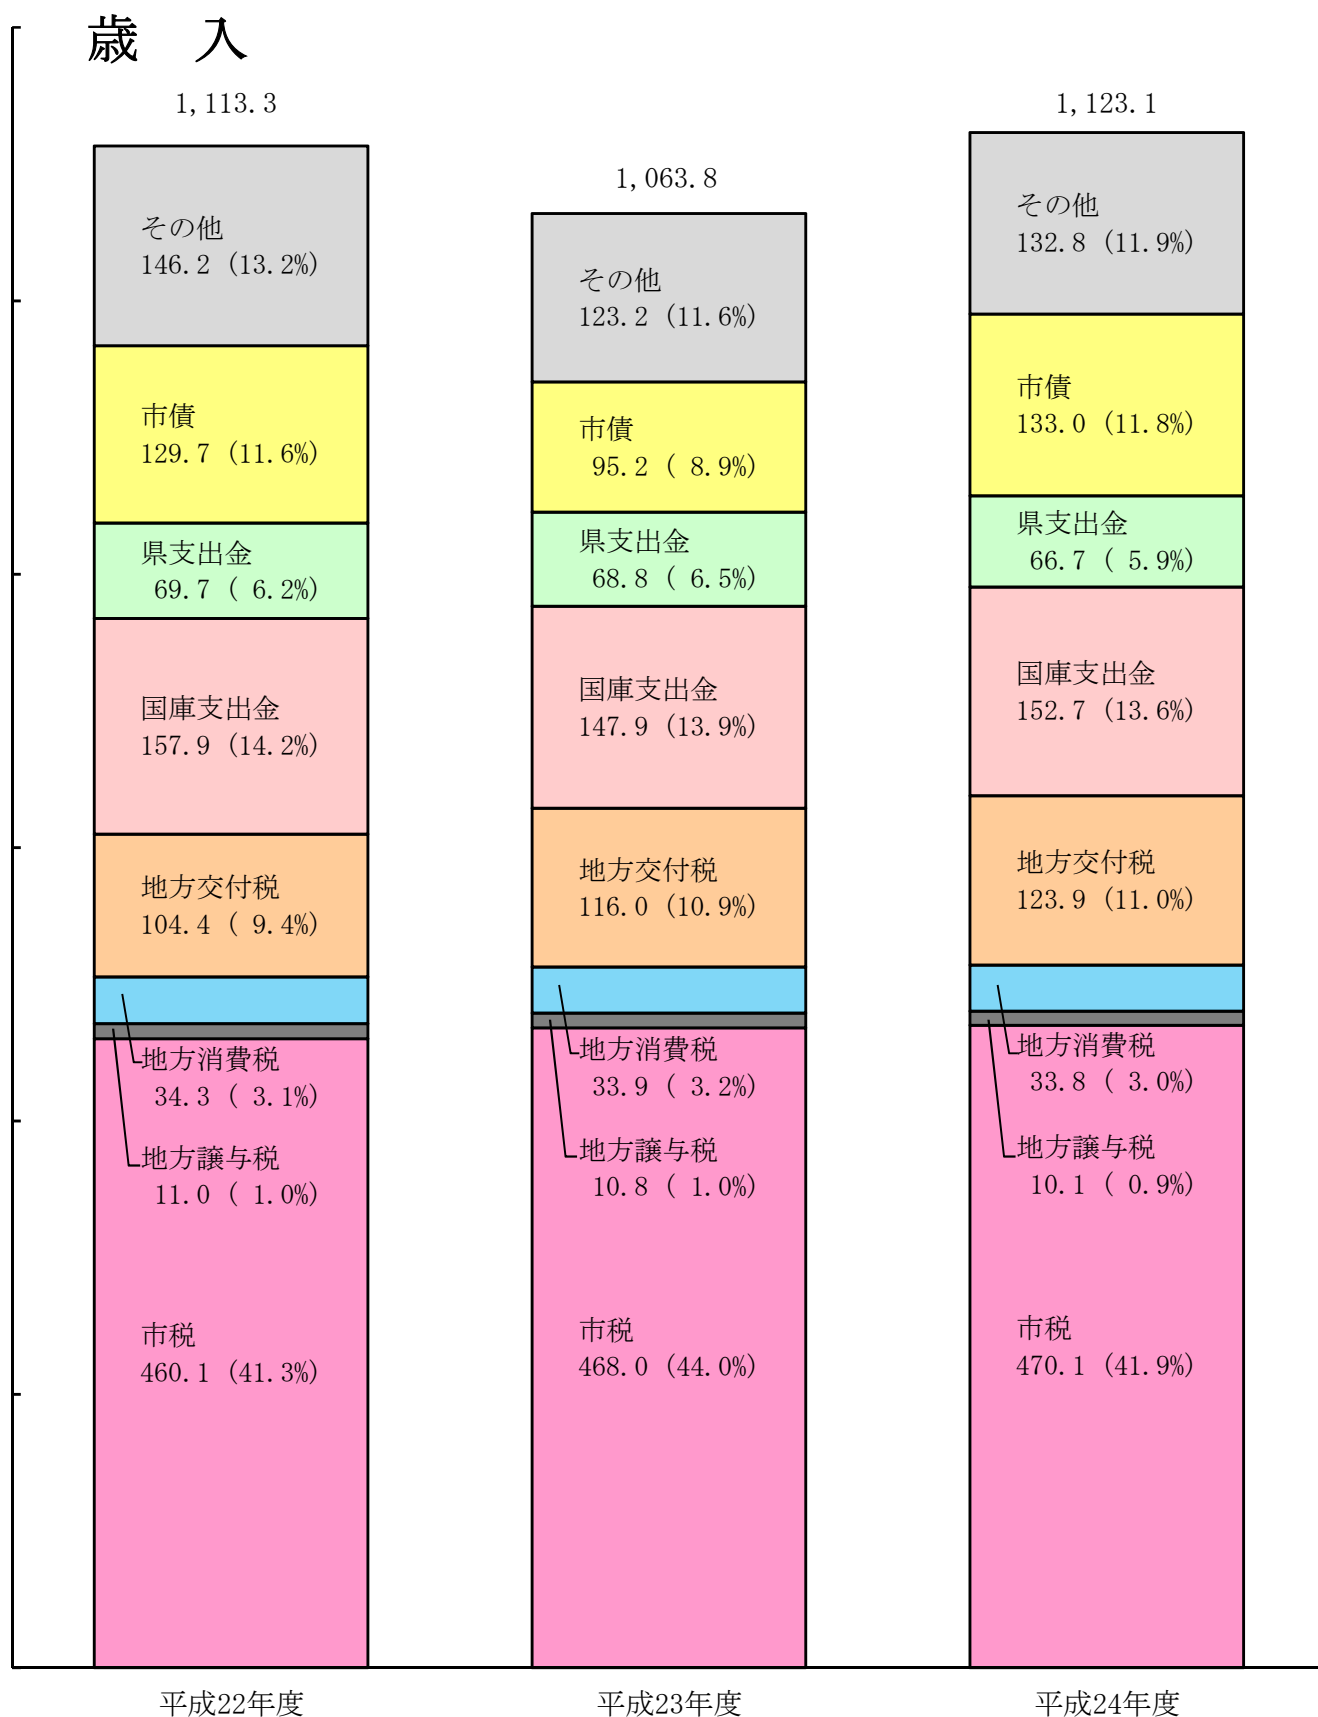 歳　入
1,113.3
その他
146.2 (13.2%)
市債
129.7 (11.6%)
県支出金
69.7 ( 6.2%)
国庫支出金
157.9 (14.2%)
地方交付税
104.4 ( 9.4%)
地方消費税
34.3 ( 3.1%)
地方譲与税
11.0 ( 1.0%)
市税
460.1 (41.3%)
平成22年度
1,063.8
その他
123.2 (11.6%)
市債
95.2 ( 8.9%)
県支出金
68.8 ( 6.5%)
国庫支出金
147.9 (13.9%)
地方交付税
116.0 (10.9%)
地方消費税
33.9 ( 3.2%)
地方譲与税
10.8 ( 1.0%)
市税
468.0 (44.0%)
平成23年度
1,123.1
その他
132.8 (11.9%)
市債
133.0 (11.8%)
県支出金
66.7 ( 5.9%)
国庫支出金
152.7 (13.6%)
地方交付税
123.9 (11.0%)
地方消費税
33.8 ( 3.0%)
地方譲与税
10.1 ( 0.9%)
市税
470.1 (41.9%)
平成24年度